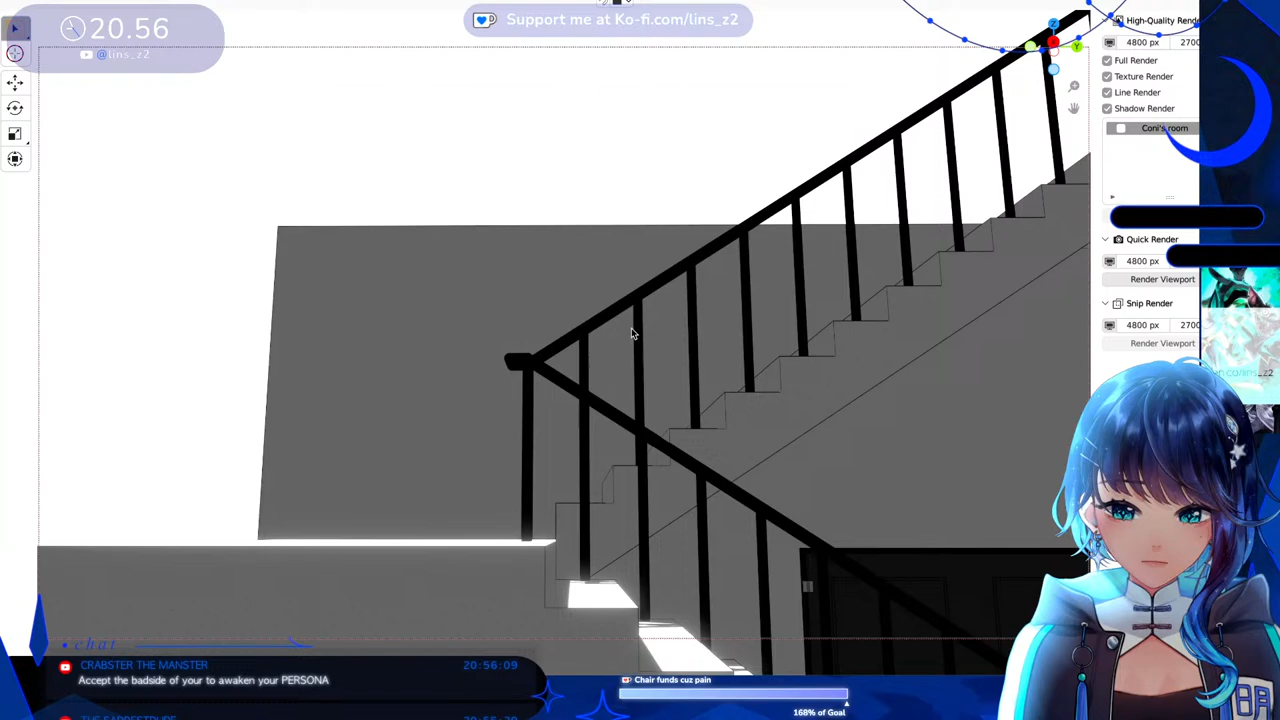 20.56
@lins_z2
Support me at Ko-fi.com/lins_z2
Z
Y
High-Quality Rende
4800 px
2700
Full Render
Texture Render
Line Render
Shadow Render
Coni's room
Quick Render
4800 px
Render Viewport
Snip Render
4800 px
2700
Render Viewport
chat
CRABSTER THE MANSTER
20:56:09
Accept the badside of your to awaken your PERSONA
Chair funds cuz pain
168% of Goal